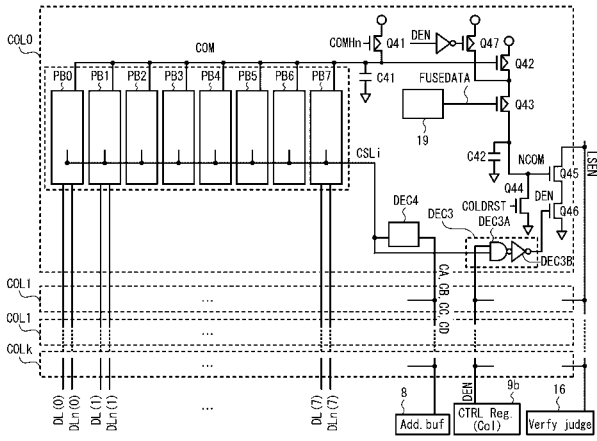 COL0
COM
COMHn
Q41
DEN
Q47
Q42
PB0 PB1 PB2 PB3 PB4 PB5 PB6 PB7
C41
FUSEDATA
Q43
19
C42
NCOM
LSEN
CSLi
Q44
Q45
DEN
Q46
COLDRST
DEC4
DEC3
DEC3A
DEC3B
CA, CB, CC, CD
COL1
...
COL1
...
COLk
...
DL(0)
DLn(0)
DL(1)
DLn(1)
...
DL(7)
DLn(7)
8
Add. buf
DEN
9b
CTRL Reg.
(Col)
16
Verfy judge